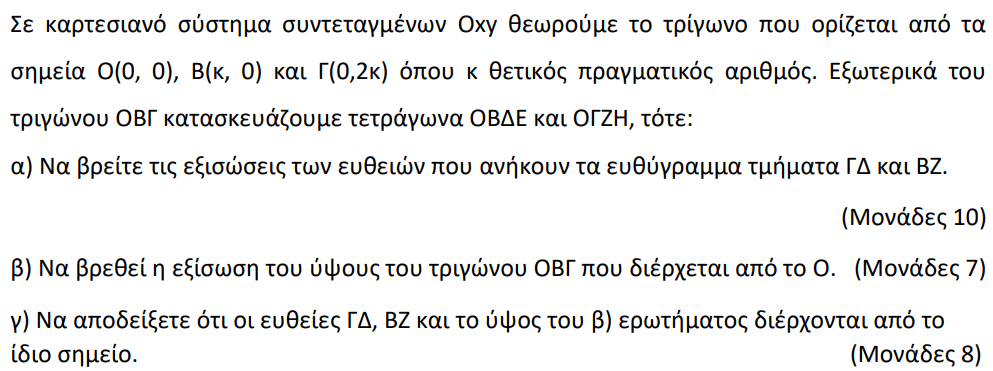 Σε καρτεσιανό σύστημα συντεταγμένων Οxy θεωρούμε το τρίγωνο που ορίζεται από τα
σημεία Ο(0, 0), Β(κ, 0) και Γ(0,2κ) όπου κ θετικός πραγματικός αριθμός. Εξωτερικά του
τριγώνου ΟΒΓ κατασκευάζουμε τετράγωνα ΟΒΔΕ και ΟΓΖΗ, τότε:
α) Να βρείτε τις εξισώσεις των ευθειών που ανήκουν τα ευθύγραμμα τμήματα ΓΔ και ΒΖ.
(Μονάδες 10)
β) Να βρεθεί η εξίσωση του ύψους του τριγώνου ΟΒΓ που διέρχεται από το Ο. (Μονάδες 7)
γ) Να αποδείξετε ότι οι ευθείες ΓΔ, ΒΖ και το ύψος του β) ερωτήματος διέρχονται από το
ίδιο σημείο. (Μονάδες 8)